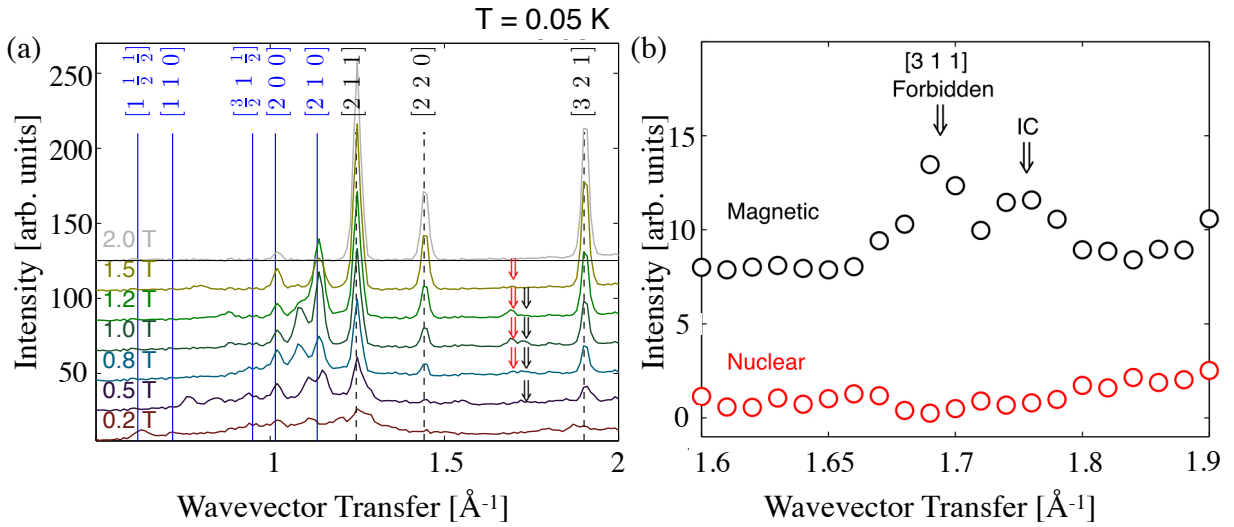 T = 0.05 K
(a)
[1 1/2 1/2]
[1 1 0]
[3/2 1 1/2]
[2 0 0]
[2 1 0]
[2 1 1]
[2 2 0]
[3 2 1]
250
200
150
100
50
2.0 T
1.5 T
1.2 T
1.0 T
0.8 T
0.5 T
0.2 T
1
1.5
2
Intensity [arb. units]
Wavevector Transfer [Å-1]
(b)
[3 1 1]
Forbidden
IC
15
10
5
0
Magnetic
Nuclear
1.6
1.65
1.7
1.8
1.9
Intensity [arb. units]
Wavevector Transfer [Å-1]